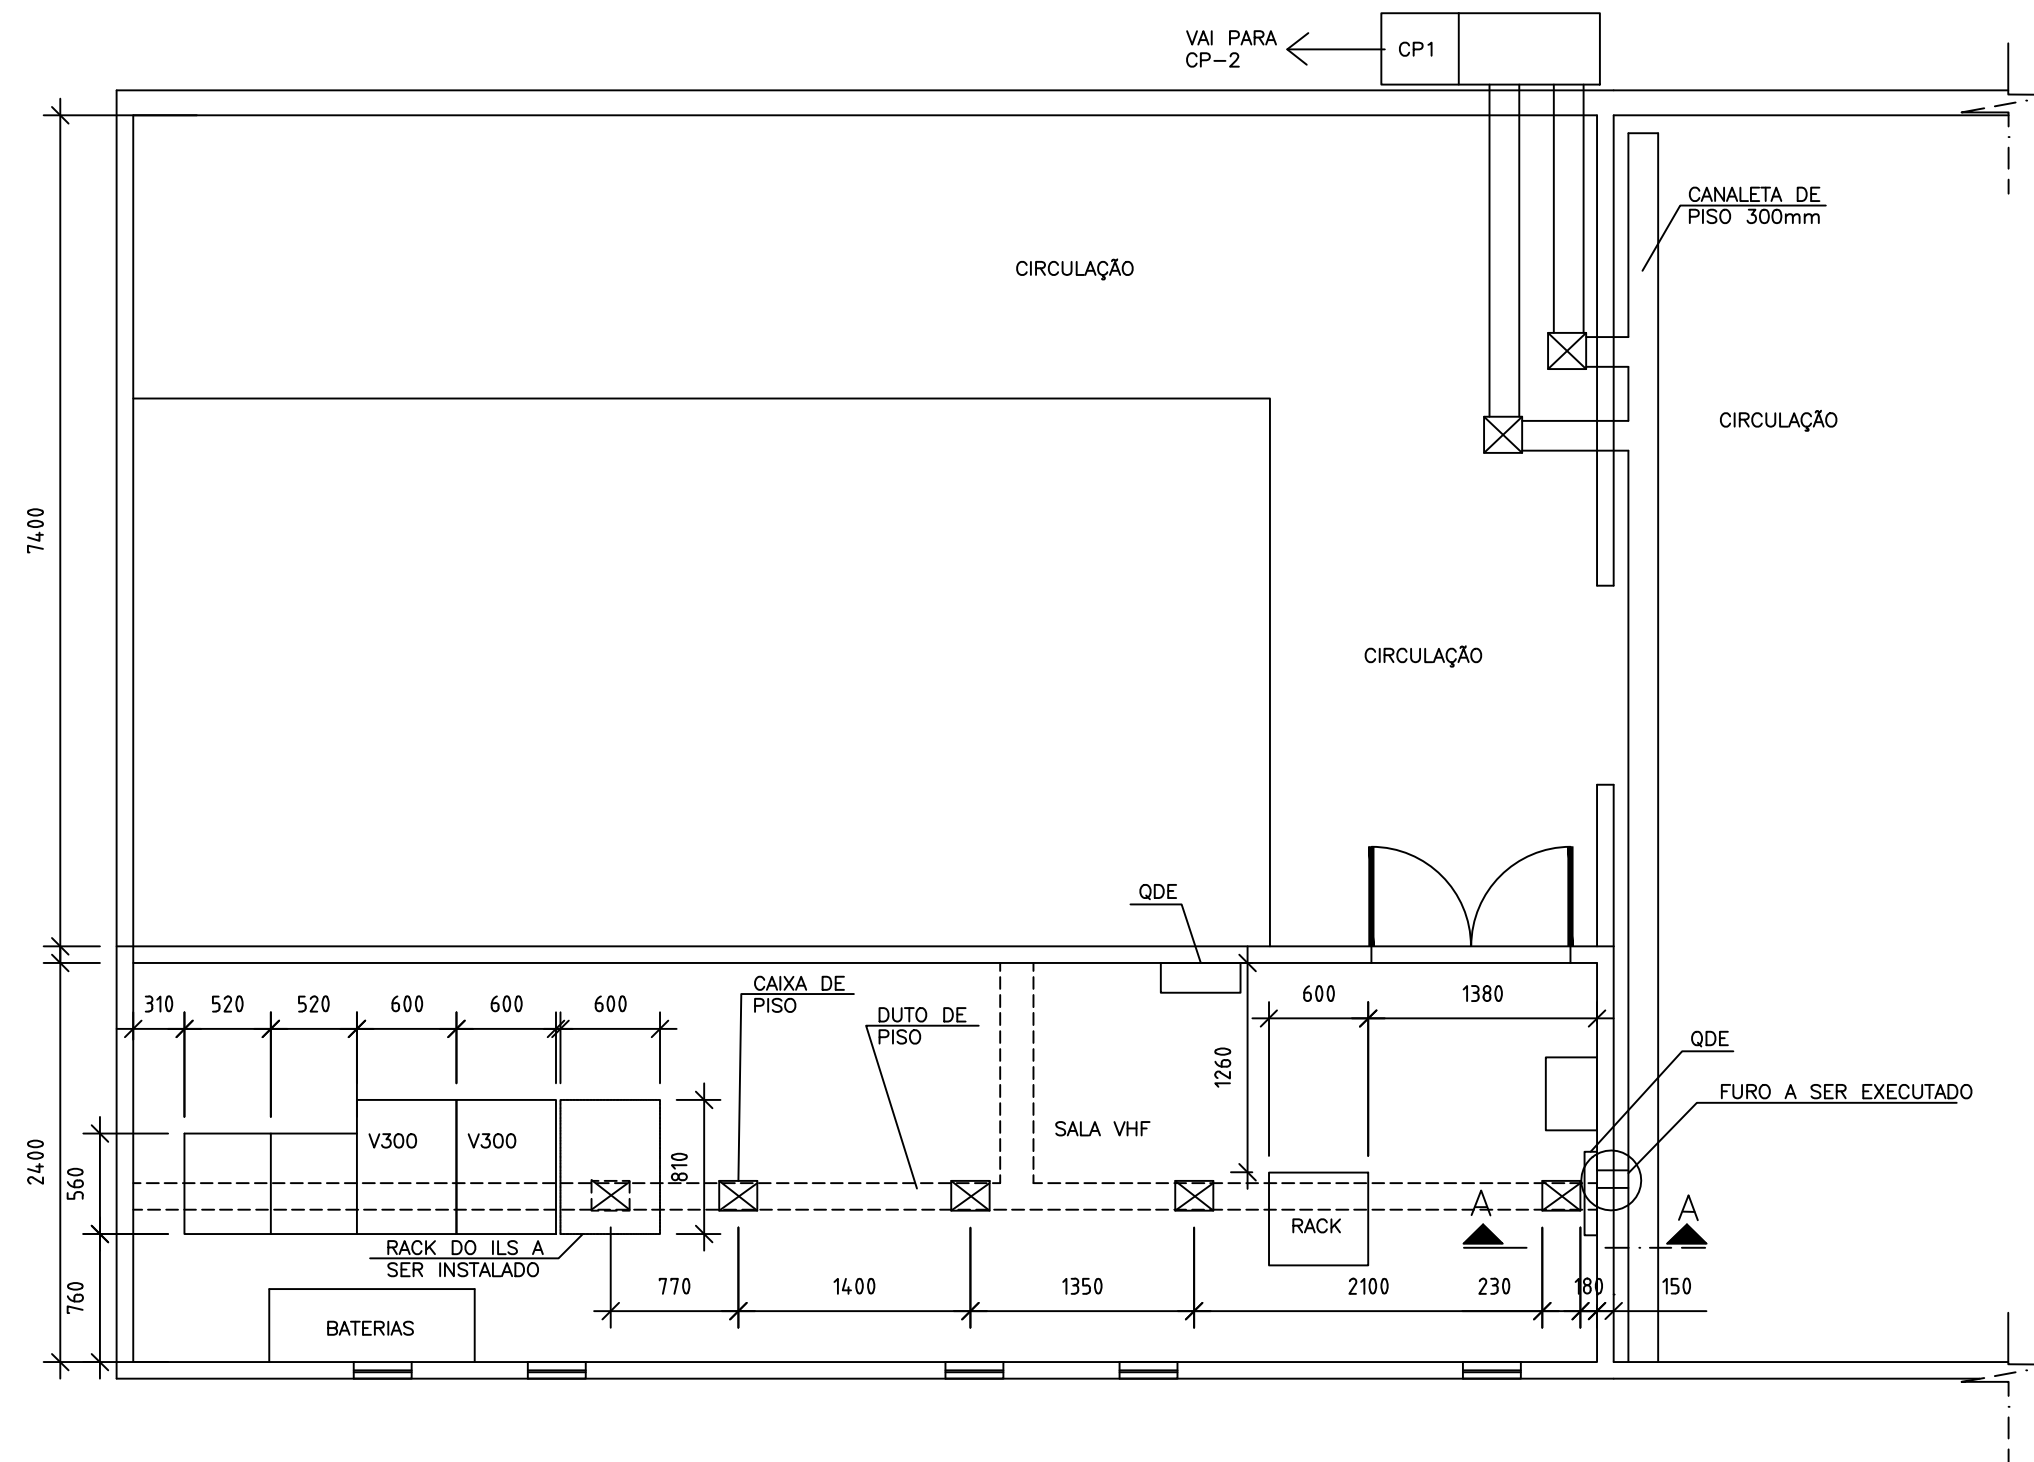 VAI PARA
CP-2
CP1
CANALETA DE
PISO 300mm
CIRCULAÇÃO
CIRCULAÇÃO
7400
CIRCULAÇÃO
QDE
310
520
520
600
600
600
CAIXA DE
PISO
DUTO DE
PISO
600
1380
1260
QDE
FURO A SER EXECUTADO
V300
V300
SALA VHF
2400
560
810
A
A
RACK
RACK DO ILS A
SER INSTALADO
760
770
1400
1350
2100
230
180
150
BATERIAS